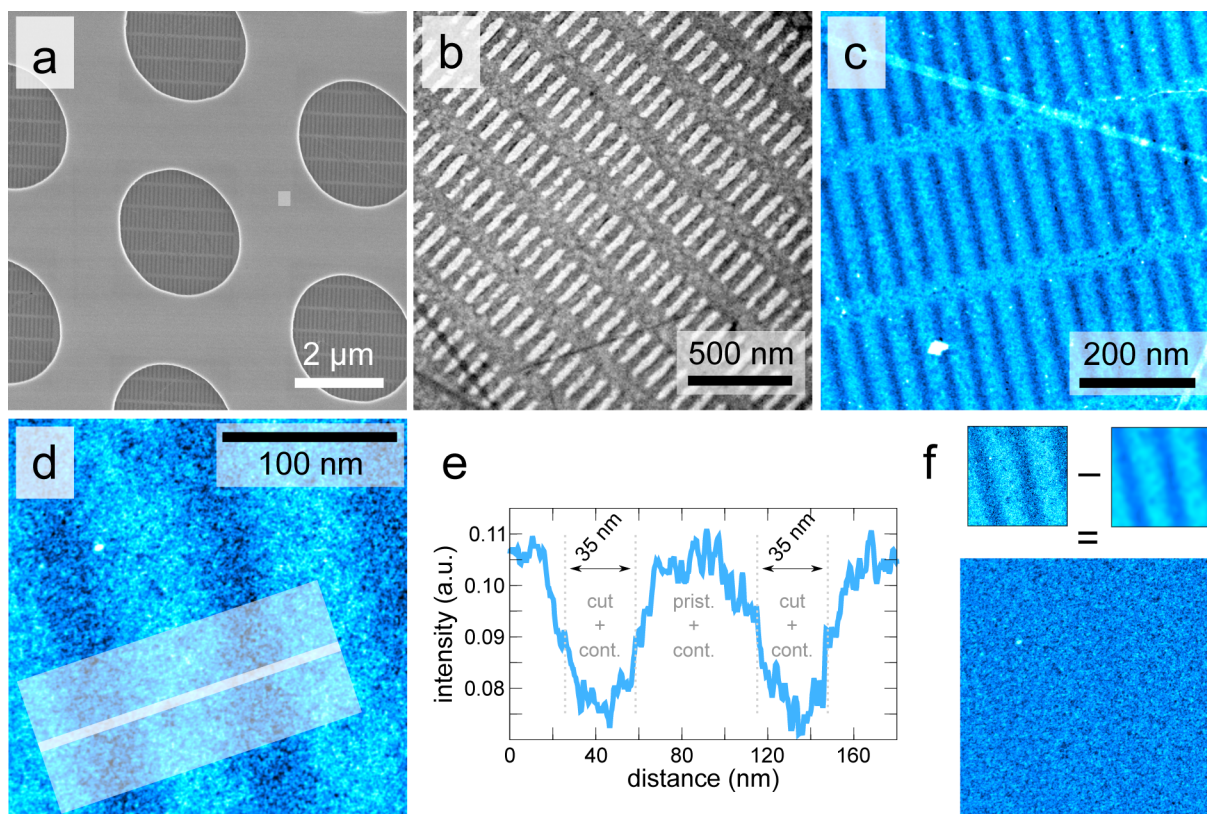 a
2 µm
b
500 nm
c
200 nm
d
100 nm
e
intensity (a.u.)
0.11
0.10
0.09
0.08
35 nm
35 nm
cut
+
cont.
prist.
+
cont.
cut
+
cont.
0
40
80
120
160
distance (nm)
f
–
=